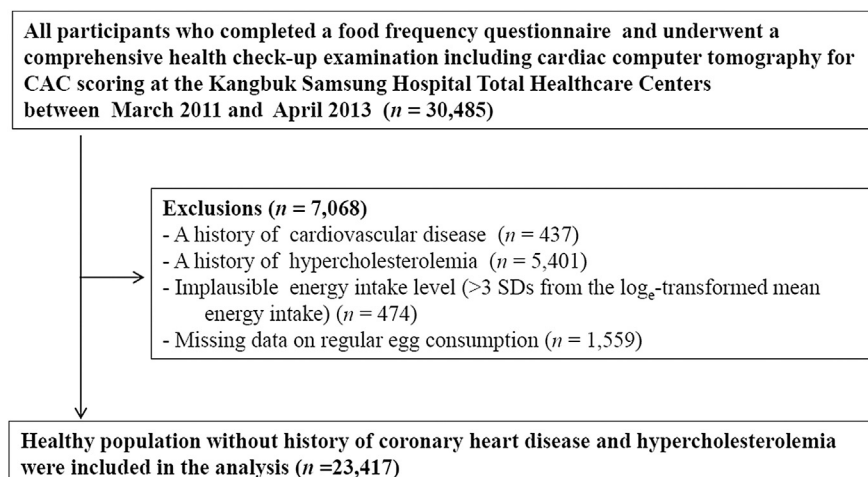 All participants who completed a food frequency questionnaire and underwent a
comprehensive health check-up examination including cardiac computer tomography for
CAC scoring at the Kangbuk Samsung Hospital Total Healthcare Centers
between March 2011 and April 2013 (n = 30,485)
Exclusions (n = 7,068)
- A history of cardiovascular disease (n = 437)
- A history of hypercholesterolemia (n = 5,401)
- Implausible energy intake level (>3 SDs from the loge-transformed mean
energy intake) (n = 474)
- Missing data on regular egg consumption (n = 1,559)
Healthy population without history of coronary heart disease and hypercholesterolemia
were included in the analysis (n =23,417)